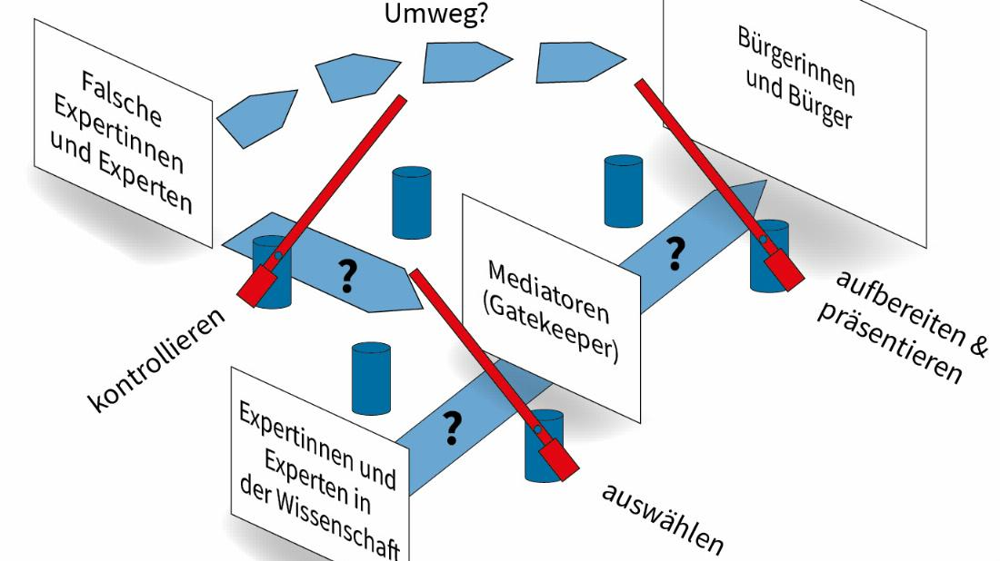 Umweg?
Falsche
Expertinnen
und Experten
Bürgerinnen
und Bürger
?
?
Mediatoren
(Gatekeeper)
aufbereiten &
präsentieren
kontrollieren
?
Expertinnen und
Experten in
der Wissenschaft
auswählen